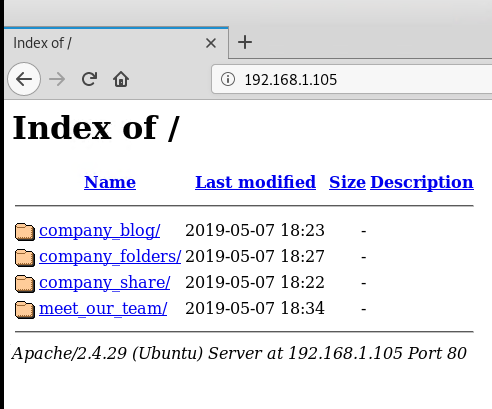 Index of /
192.168.1.105
Index of /
Name Last modified Size Description
company_blog/ 2019-05-07 18:23 -
company_folders/ 2019-05-07 18:27 -
company_share/ 2019-05-07 18:22 -
meet_our_team/ 2019-05-07 18:34 -
Apache/2.4.29 (Ubuntu) Server at 192.168.1.105 Port 80